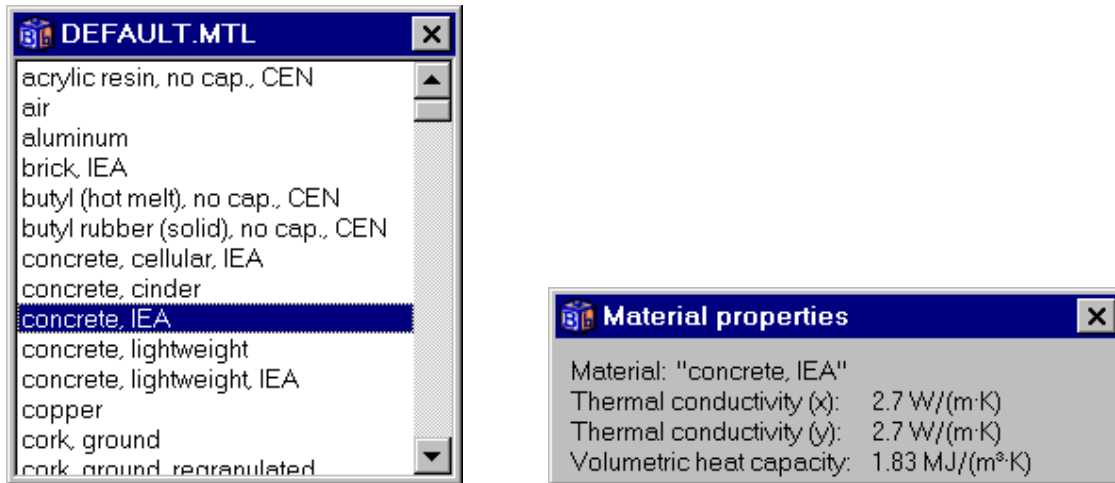 DEFAULT.MTL
acrylic resin, no cap., CEN
air
aluminum
brick, IEA
butyl (hot melt), no cap., CEN
butyl rubber (solid), no cap., CEN
concrete, cellular, IEA
concrete, cinder
concrete, IEA
concrete, lightweight
concrete, lightweight, IEA
copper
cork, ground
cork, ground, regranulated
Material properties
Material: "concrete, IEA"
Thermal conductivity (x): 2.7 W/(m·K)
Thermal conductivity (y): 2.7 W/(m·K)
Volumetric heat capacity: 1.83 MJ/(m³·K)